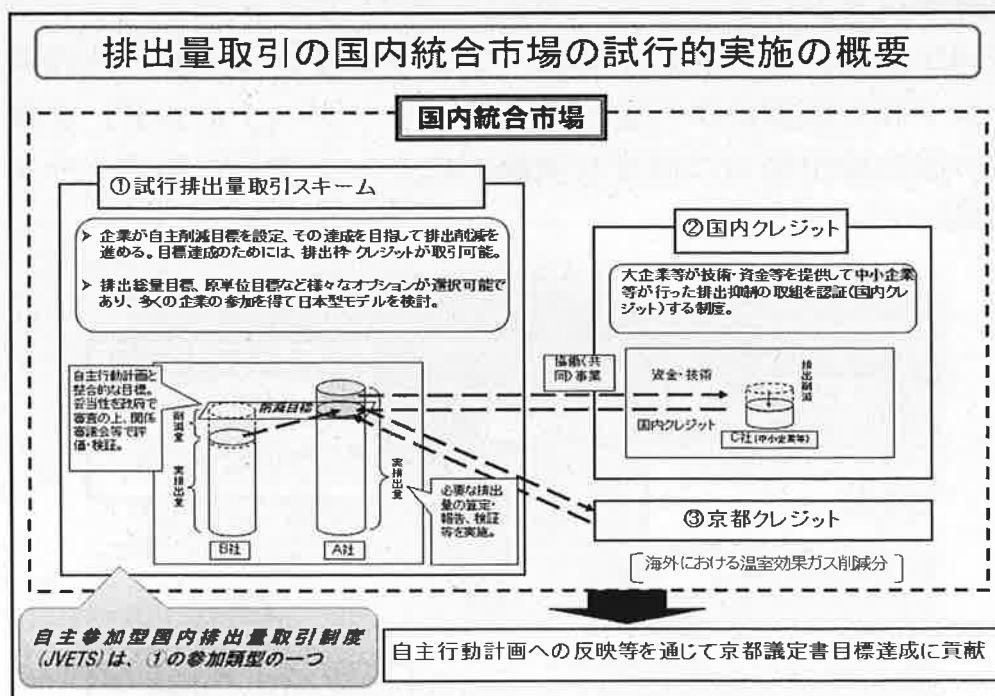 排出量取引の国内統合市場の試行的実施の概要
国内統合市場
①試行排出量取引スキーム
➢ 企業が自主削減目標を設定、その達成を目指して排出削減を
進める。目標達成のためには、排出枠・クレジットが取引可能。
➢ 排出総量目標、原単位目標など様々なオプションが選択可能で
あり、多くの企業の参加を得て日本型モデルを検討。
自主行動計画と
整合的な目標。
妥当性を政府で
審査の上、関係
審議会等で評
価・検証。
削減量
実排出量
削減目標
B社
A社
実排出量
必要な排出
量の算定・
報告、検証
等を実施。
②国内クレジット
大企業等が技術・資金等を提供して中小企業
等が行った排出抑制の取組を認証(国内クレ
ジット)する制度。
協働(共
同)事業
資金・技術
国内クレジット
排出削減
C社(中小企業等)
③京都クレジット
海外における温室効果ガス削減分
自主参加型国内排出量取引制度
(JVETS)は、①の参加類型の一つ
自主行動計画への反映等を通じて京都議定書目標達成に貢献